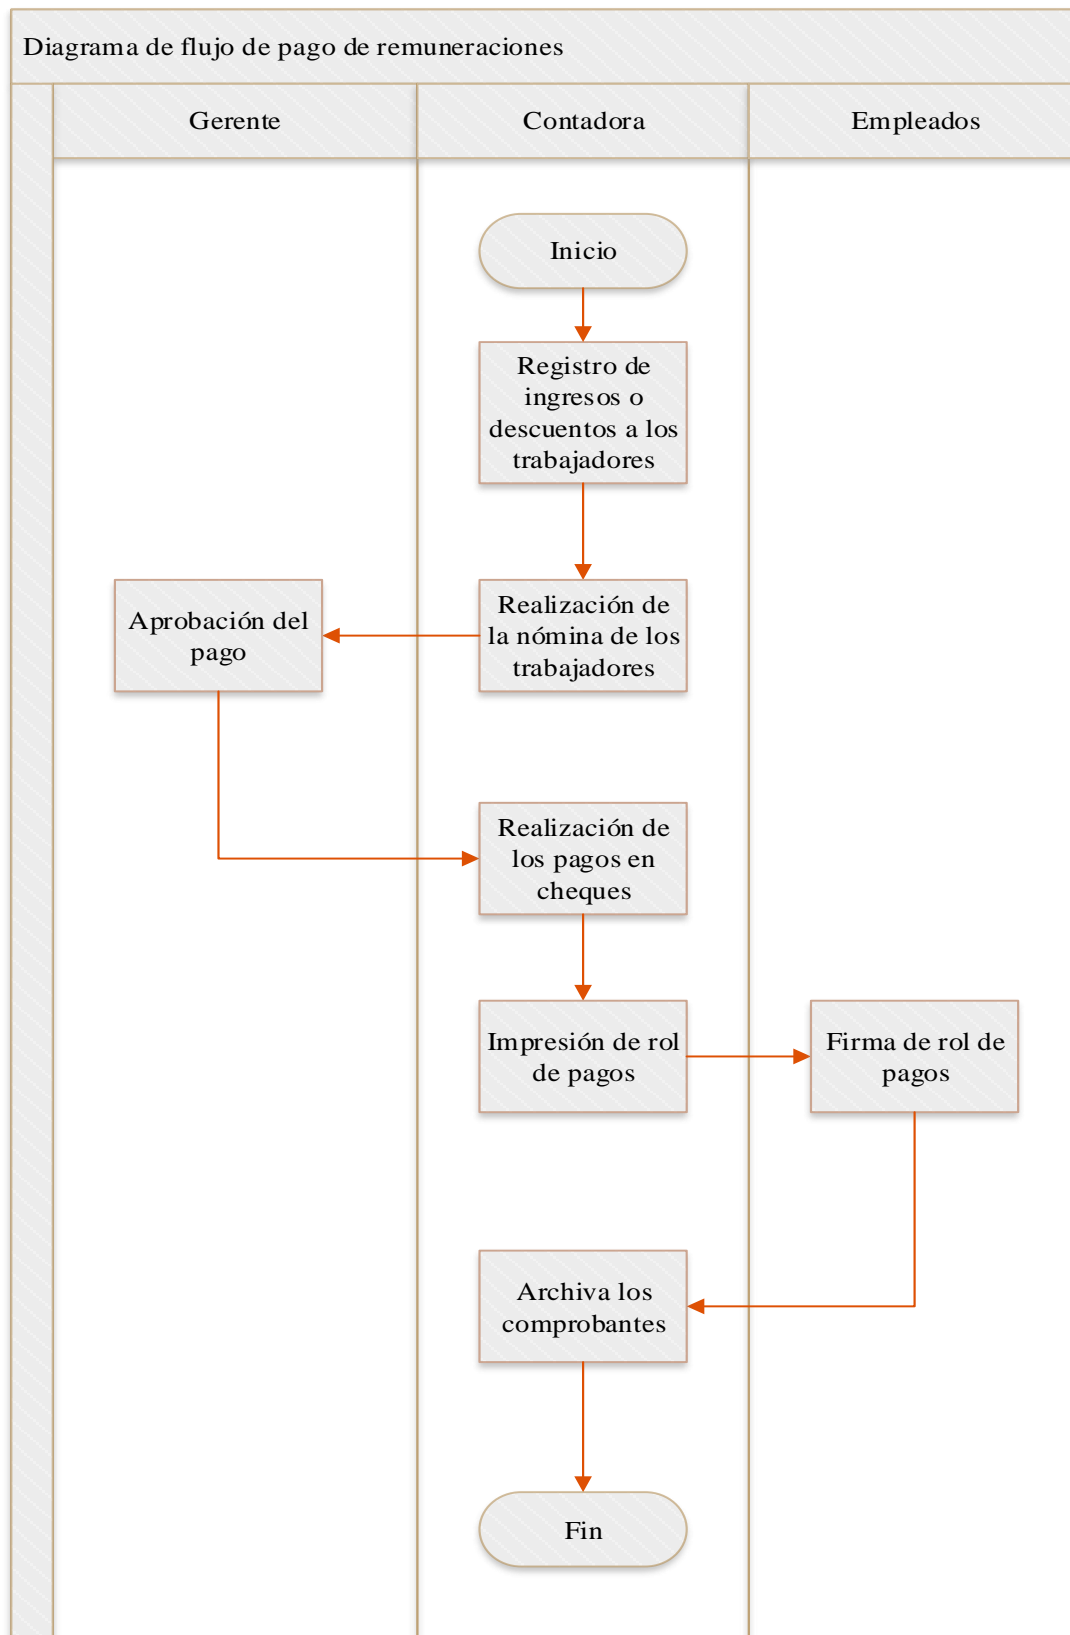 Diagrama de flujo de pago de remuneraciones
Gerente
Contadora
Empleados
Inicio
Registro de
ingresos o
descuentos a los
trabajadores
Realización de
la nómina de los
trabajadores
Aprobación del
pago
Realización de
los pagos en
cheques
Impresión de rol
de pagos
Firma de rol de
pagos
Archiva los
comprobantes
Fin